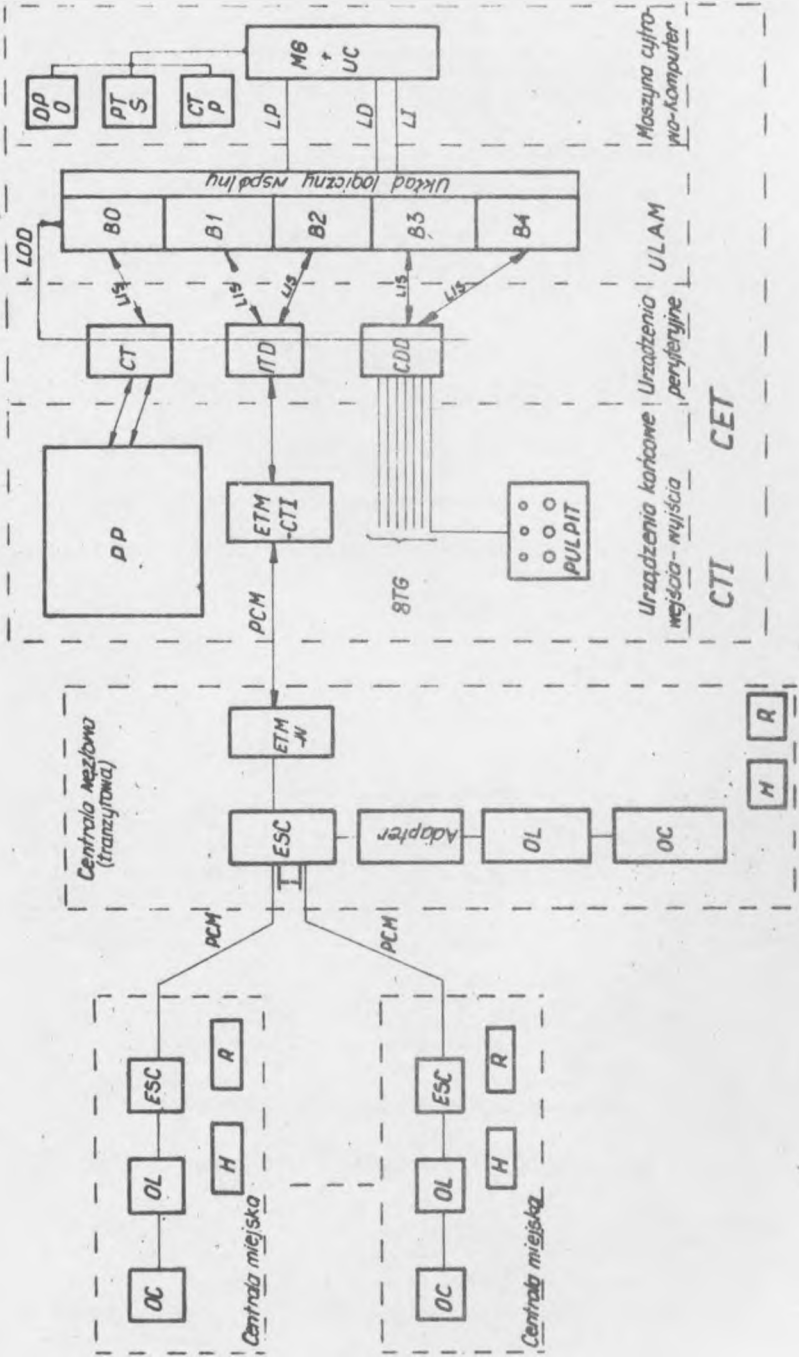 Centrala miejska
OC
OL
ESC
H
R
PCM
Centrala miejska
OC
OL
ESC
H
R
PCM
Centrala węzłowa
(tranzytowa)
ESC
ETM
-N
Adapter
OL
OC
H
R
PCM
PP
ETM
-CTI
8TG
PULPIT
Urządzenia końcowe
wejścia-wyjścia
CTI
CET
CT
ITD
CDD
Urządzenia
peryferyjne
LOD
LIS
LIS
LIS
LIS
LIS
B0
B1
B2
B3
B4
Układ logiczny wspólny
ULAM
LP
LD
LI
DP
O
PT
S
CT
P
M6
+
UC
Maszyna cyfro-
wa-komputer